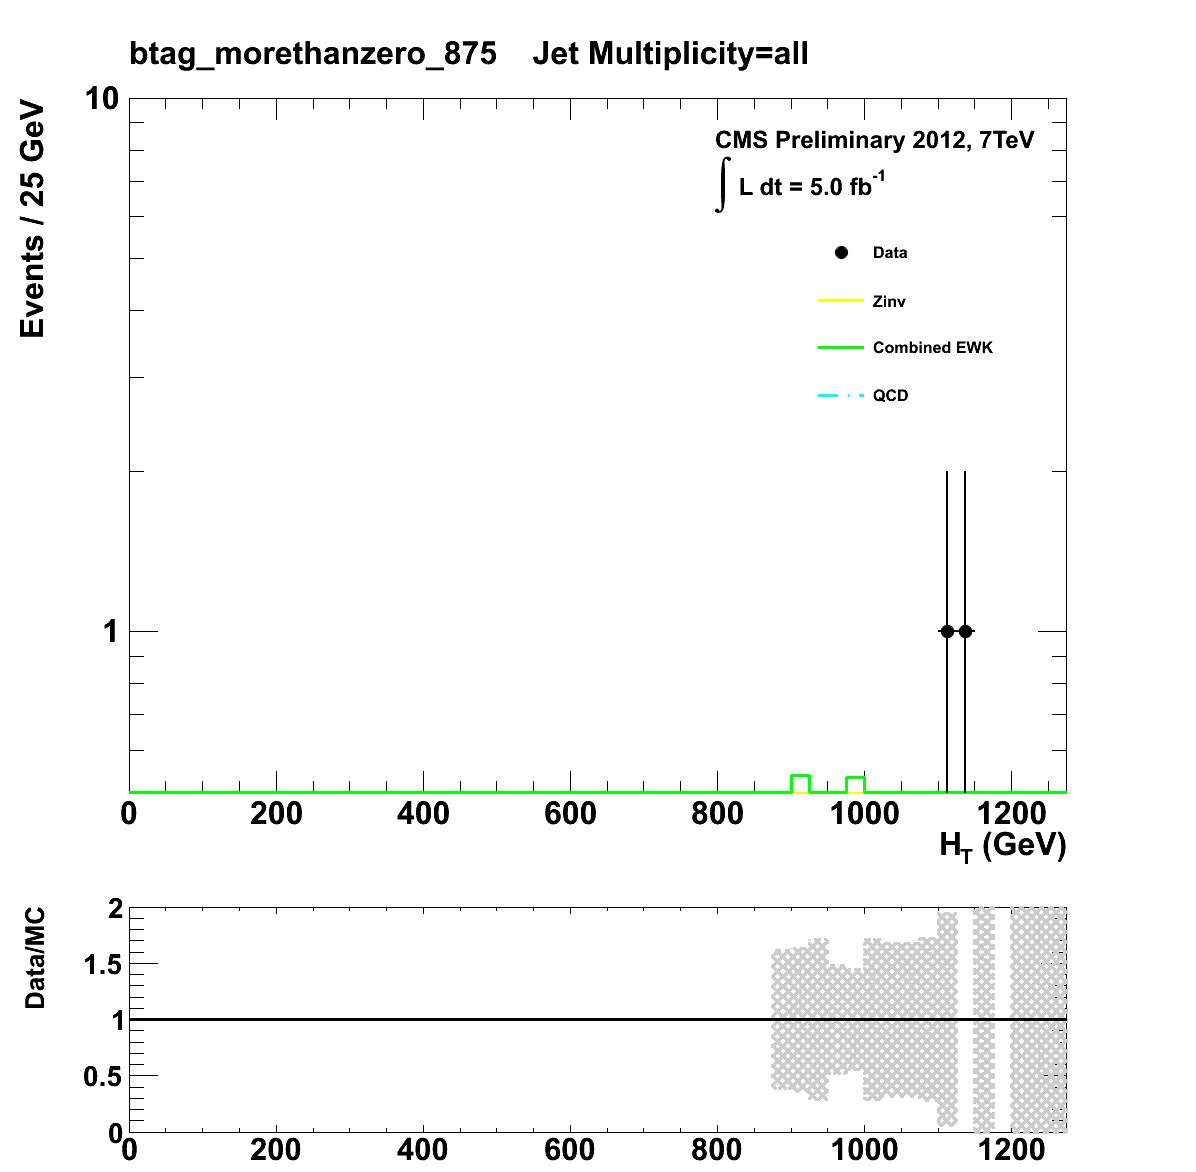 btag_morethanzero_875 Jet Multiplicity=all
Events / 25 GeV
10
1
CMS Preliminary 2012, 7TeV
∫ L dt = 5.0 fb-1
Data
Zinv
Combined EWK
QCD
0 200 400 600 800 1000 1200
HT (GeV)
Data/MC
2
1.5
1
0.5
0
0 200 400 600 800 1000 1200